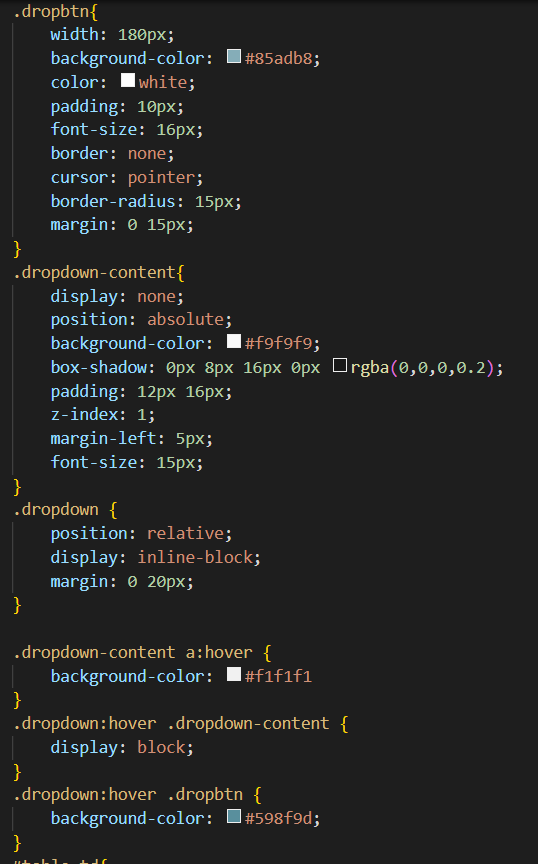 .dropbtn{
    width: 180px;
    background-color: #85adb8;
    color: white;
    padding: 10px;
    font-size: 16px;
    border: none;
    cursor: pointer;
    border-radius: 15px;
    margin: 0 15px;
}
.dropdown-content{
    display: none;
    position: absolute;
    background-color: #f9f9f9;
    box-shadow: 0px 8px 16px 0px rgba(0,0,0,0.2);
    padding: 12px 16px;
    z-index: 1;
    margin-left: 5px;
    font-size: 15px;
}
.dropdown {
    position: relative;
    display: inline-block;
    margin: 0 20px;
}

.dropdown-content a:hover {
    background-color: #f1f1f1
}
.dropdown:hover .dropdown-content {
    display: block;
}
.dropdown:hover .dropbtn {
    background-color: #598f9d;
}
#table td{